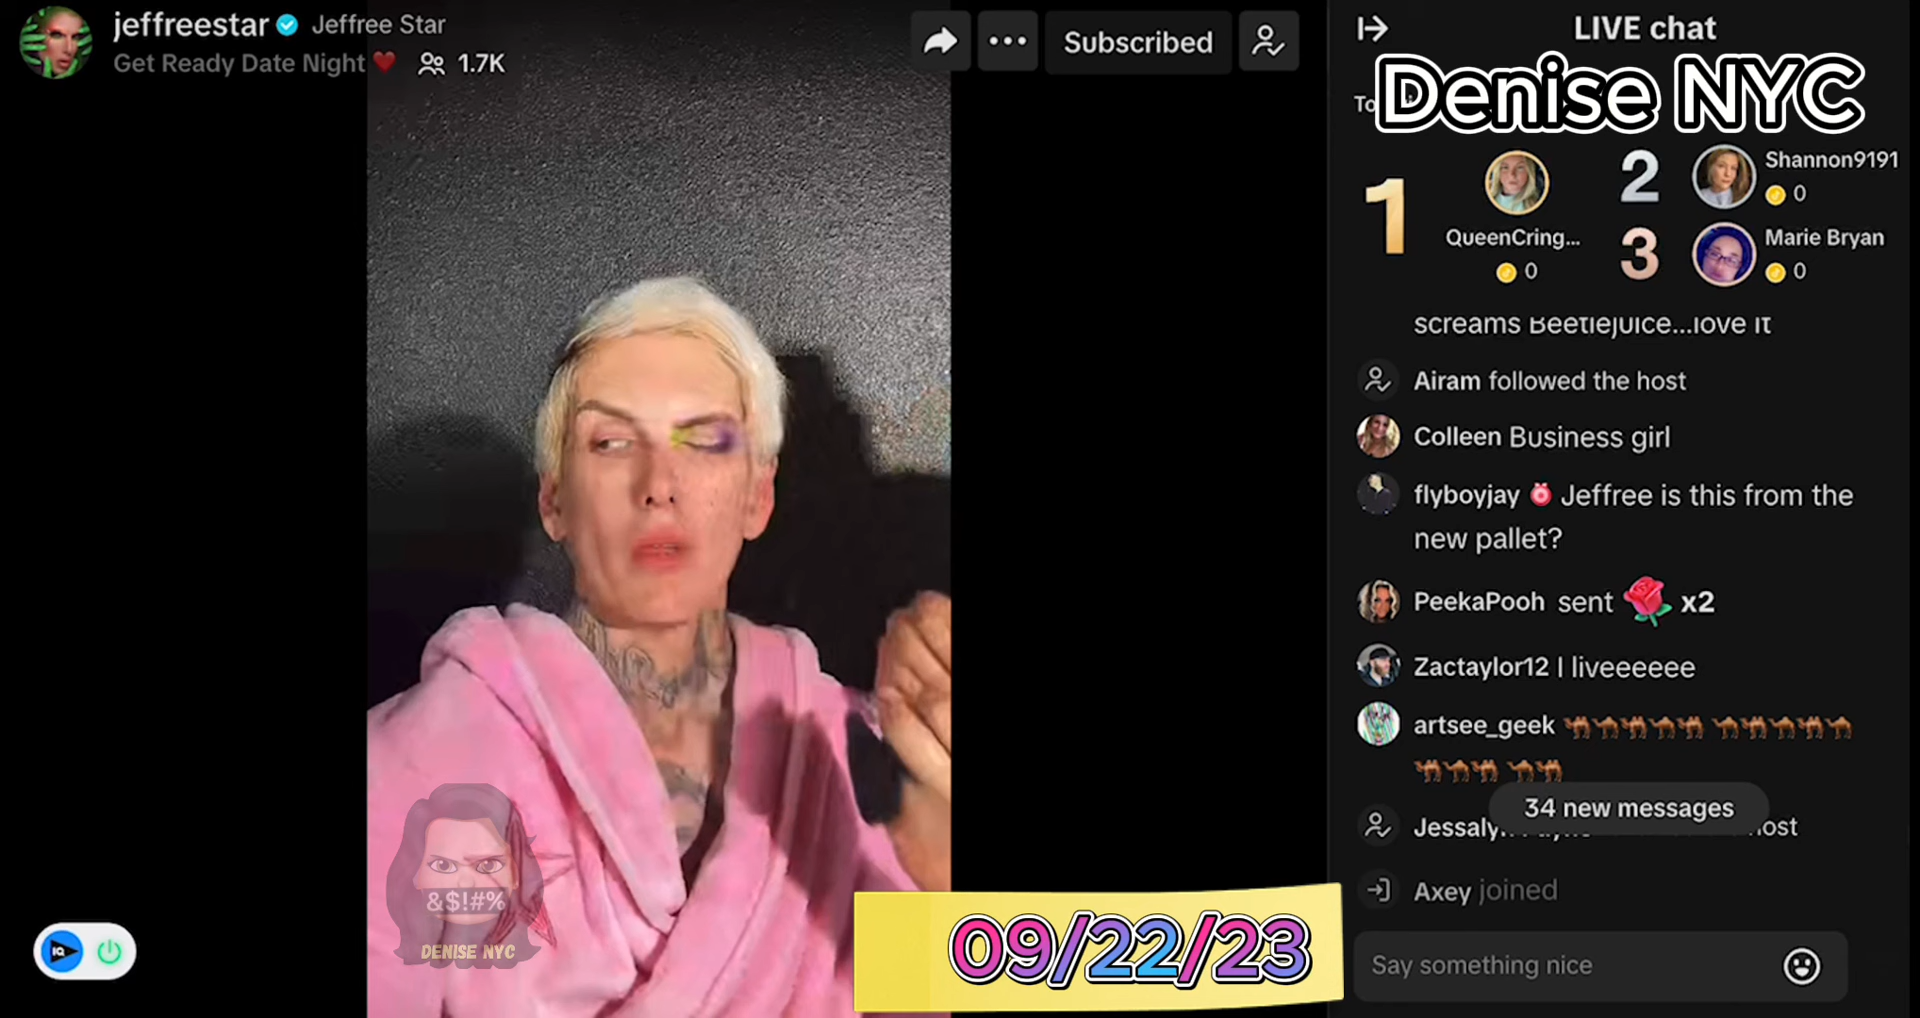 jeffreestar Jeffree Star
Get Ready Date Night 1.7K
Subscribed
LIVE chat
Denise NYC
1
QueenCring...
0
2
Shannon9191
0
3
Marie Bryan
0
screams Beetlejuice...love it
Airam followed the host
Colleen Business girl
flyboyjay Jeffree is this from the
new pallet?
PeekaPooh sent x2
Zactaylor12 I liveeeeee
artsee_geek
34 new messages
Axey joined
Say something nice
&$!#%
DENISE NYC
09/22/23
IQ